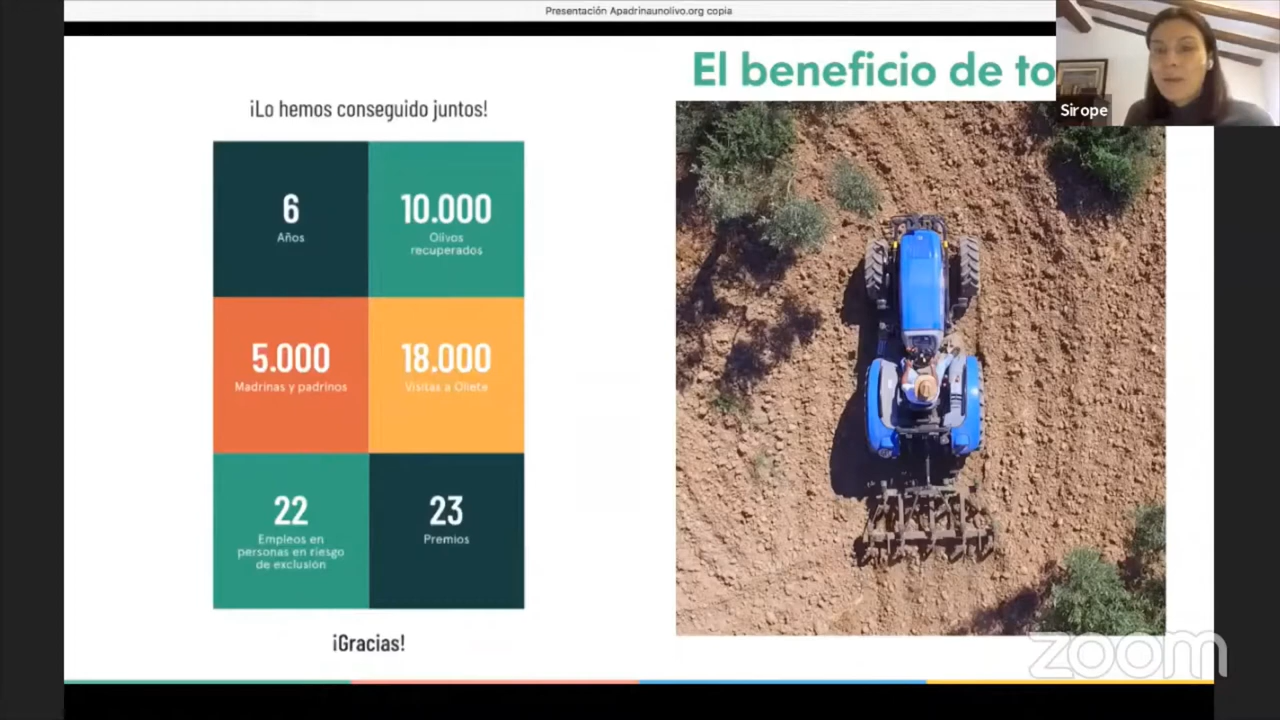 Presentación Apadrinaunolivo.org copia
El beneficio de to
Sirope
¡Lo hemos conseguido juntos!
6
Años
10.000
Olivos
recuperados
5.000
Madrinas y padrinos
18.000
Visitas a Oliete
22
Empleos en
personas en riesgo
de exclusión
23
Premios
¡Gracias!
zoom